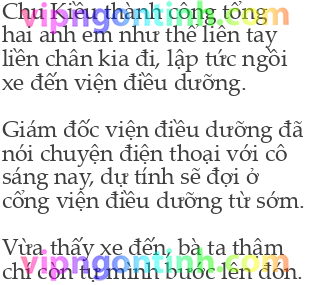 Chu Kiều thành công tống
hai anh em như thể liên tay
liền chân kia đi, lập tức ngồi
xe đến viện điều dưỡng.
Giám đốc viện điều dưỡng đã
nói chuyện điện thoại với cô
sáng nay, dự tính sẽ đợi ở
cổng viện điều dưỡng từ sớm.
Vừa thấy xe đến, bà ta thậm
chí còn tự mình bước lên đón.
vipngontinh.com
vipngontinh.com